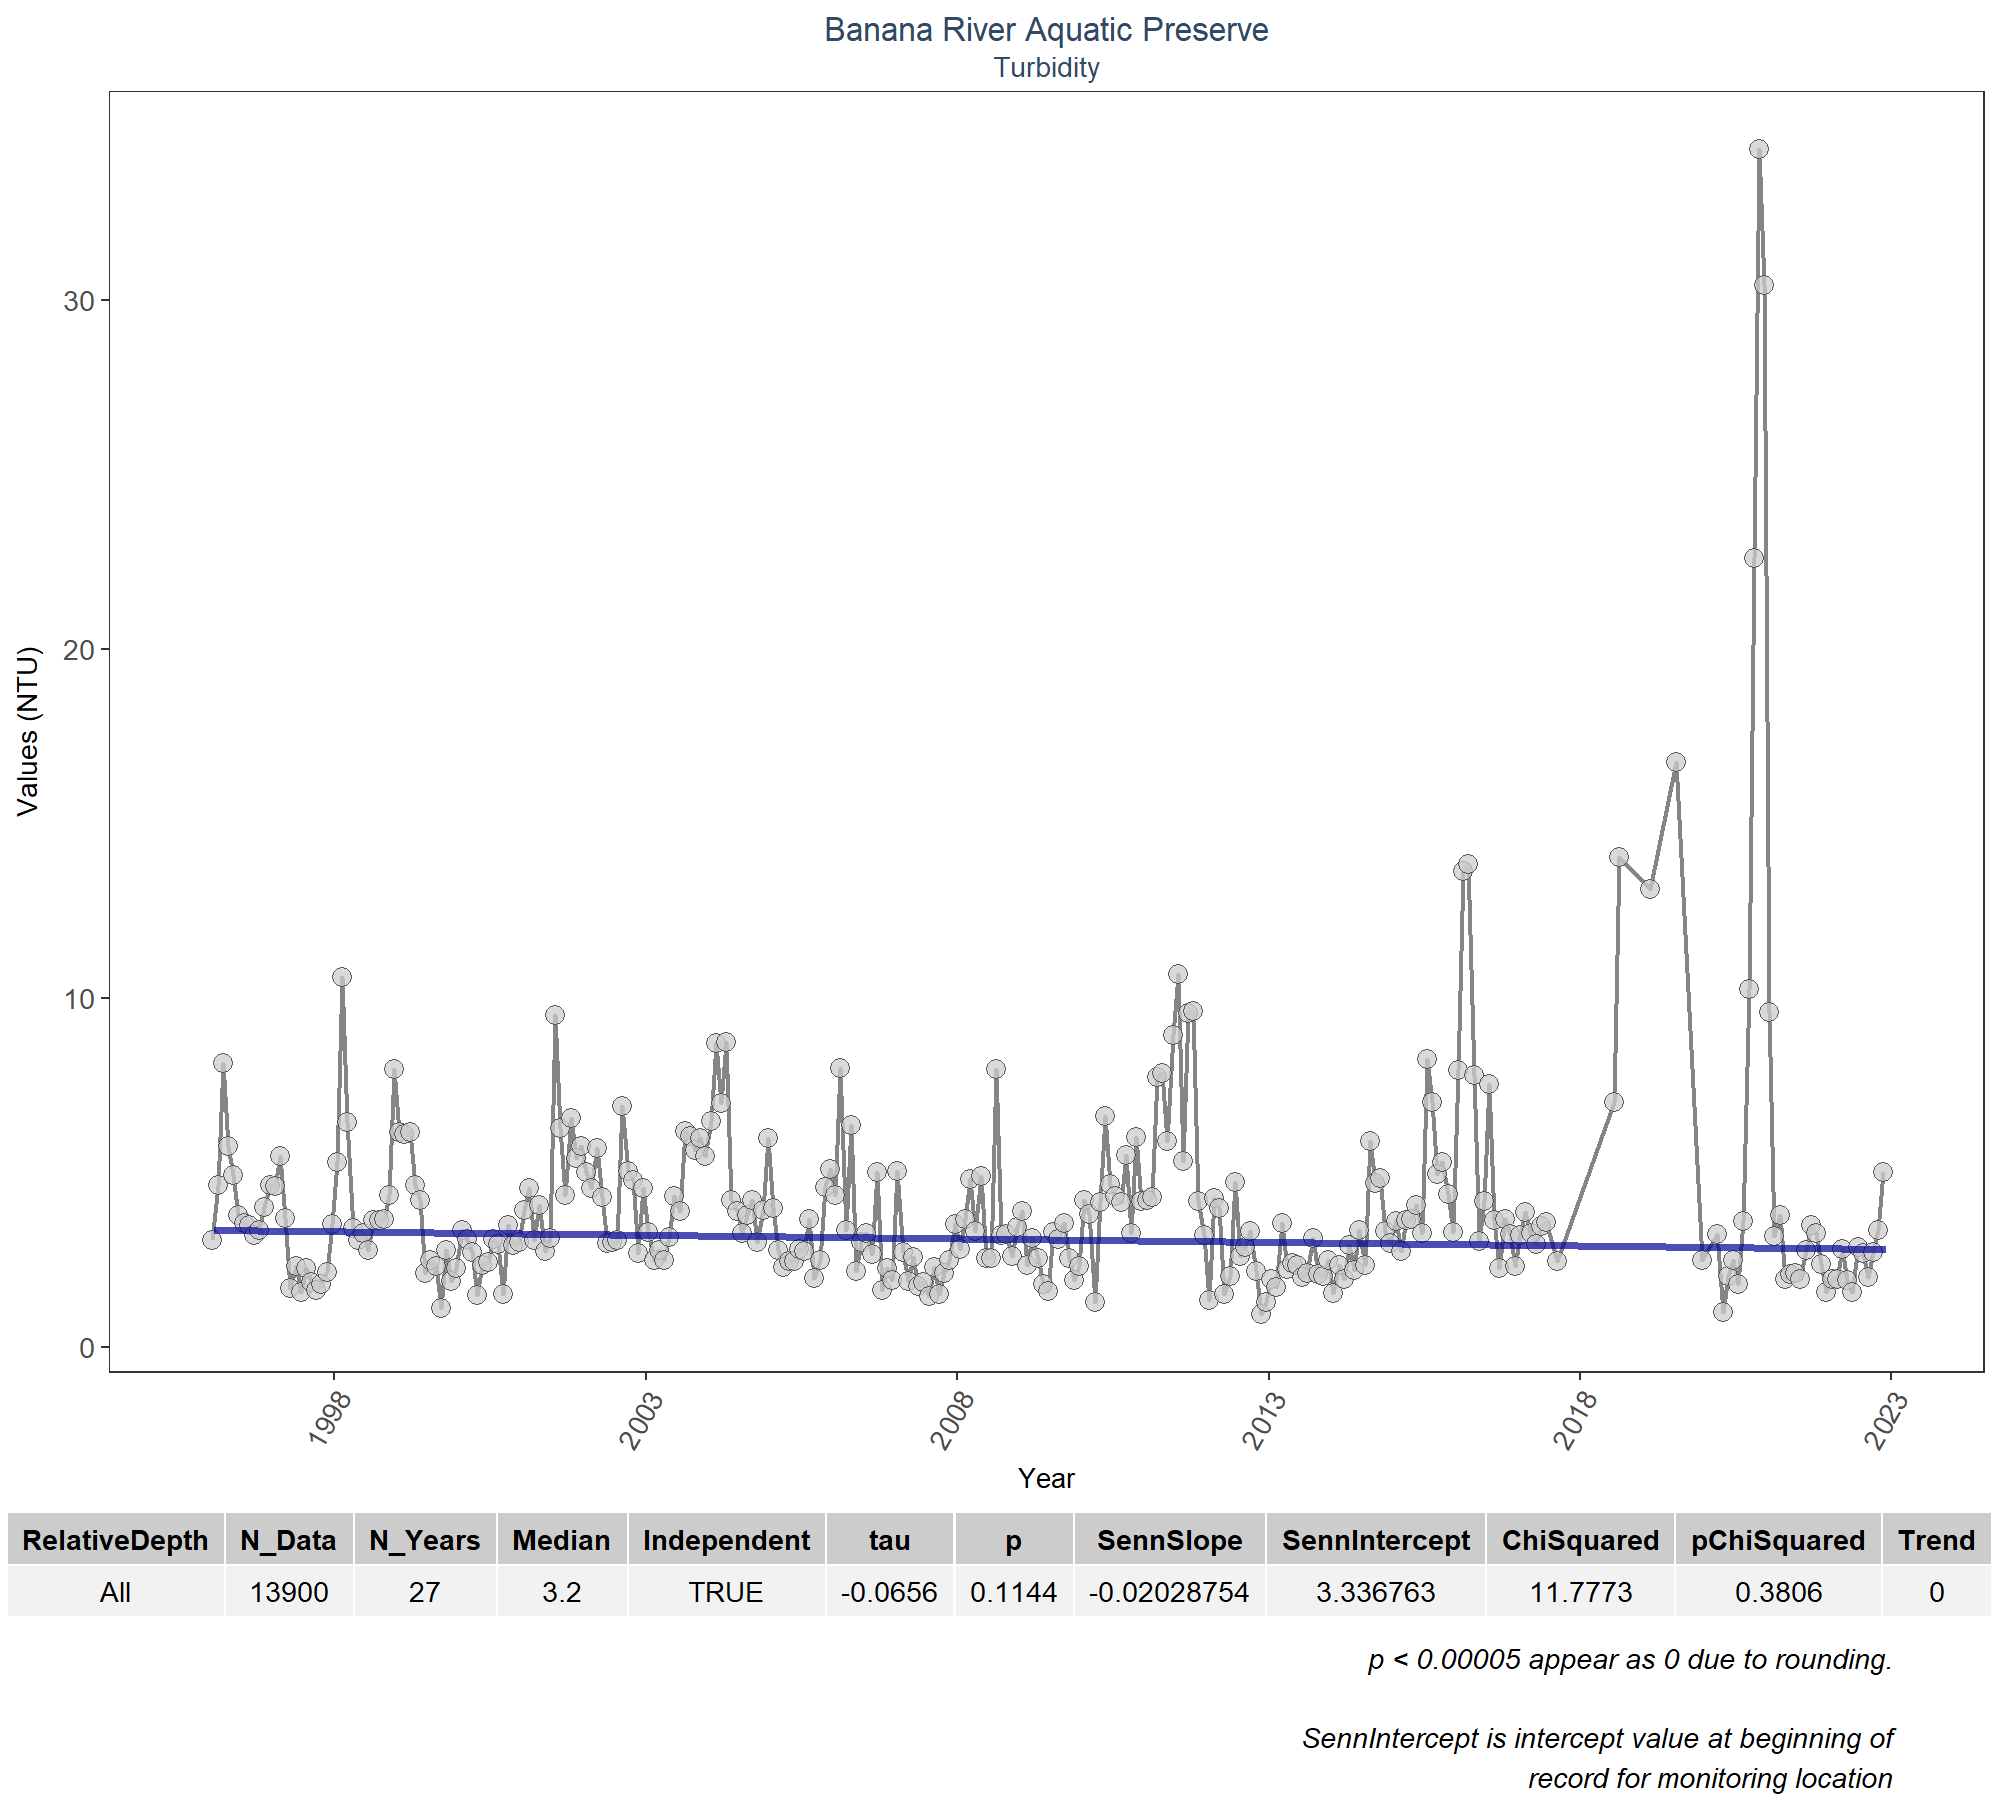 Banana River Aquatic Preserve
Turbidity
Values (NTU)
30
20
10
0
1998 2003 2008 2013 2018 2023
Year
RelativeDepth N_Data N_Years Median Independent tau p SennSlope SennIntercept ChiSquared pChiSquared Trend
All 13900 27 3.2 TRUE -0.0656 0.1144 -0.02028754 3.336763 11.7773 0.3806 0
p < 0.00005 appear as 0 due to rounding.
SennIntercept is intercept value at beginning of
record for monitoring location